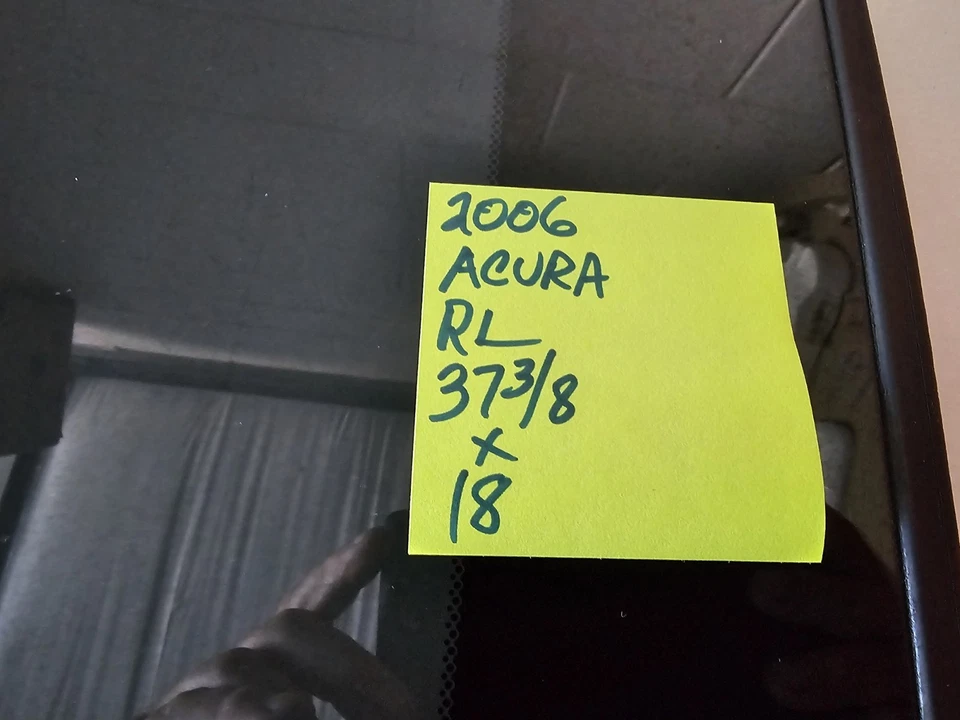 2006
ACURA
RL
37 3/8
x
18